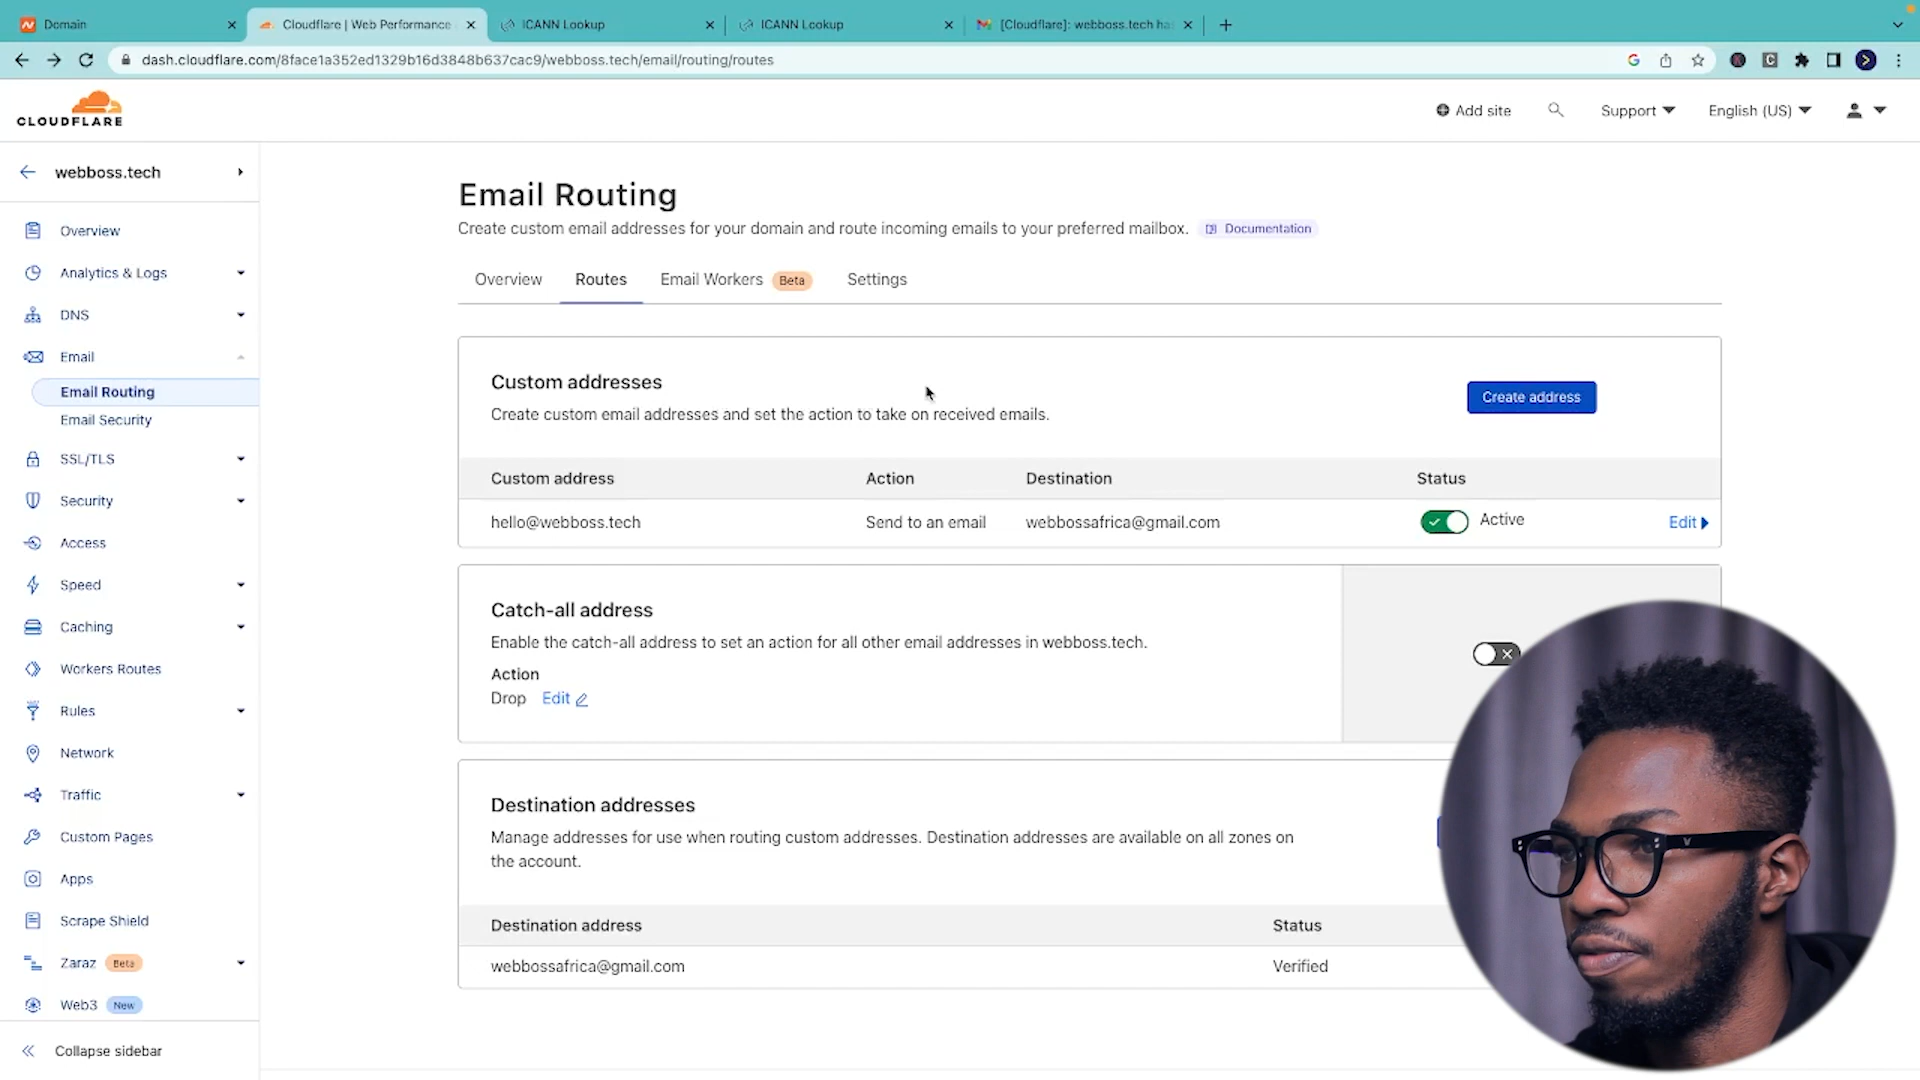 Domain
Cloudflare | Web Performance
ICANN Lookup
ICANN Lookup
[Cloudflare]: webboss.tech ha
dash.cloudflare.com/8face1a352ed1329b16d3848b637cac9/webboss.tech/email/routing/routes
CLOUDFLARE
Add site
Support
English (US)
webboss.tech
Overview
Analytics & Logs
DNS
Email
Email Routing
Email Security
SSL/TLS
Security
Access
Speed
Caching
Workers Routes
Rules
Network
Traffic
Custom Pages
Apps
Scrape Shield
Zaraz Beta
Web3 New
Collapse sidebar
Email Routing
Create custom email addresses for your domain and route incoming emails to your preferred mailbox. Documentation
Overview Routes Email Workers Beta Settings
Custom addresses
Create custom email addresses and set the action to take on received emails.
Create address
Custom address Action Destination Status
hello@webboss.tech Send to an email webbossafrica@gmail.com Active Edit
Catch-all address
Enable the catch-all address to set an action for all other email addresses in webboss.tech.
Action
Drop Edit
Destination addresses
Manage addresses for use when routing custom addresses. Destination addresses are available on all zones on
the account.
Destination address Status
webbossafrica@gmail.com Verified